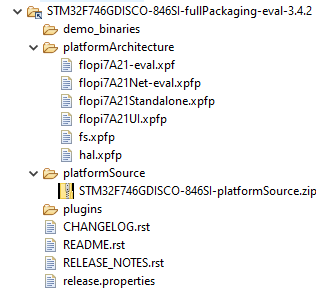 STM32F746GDISCO-846SI-fullPackaging-eval-3.4.2
demo_binaries
platformArchitecture
flopi7A21-eval.xpf
flopi7A21Net-eval.xpfp
flopi7A21Standalone.xpfp
flopi7A21UI.xpfp
fs.xpfp
hal.xpfp
platformSource
STM32F746GDISCO-846SI-platformSource.zip
plugins
CHANGELOG.rst
README.rst
RELEASE_NOTES.rst
release.properties